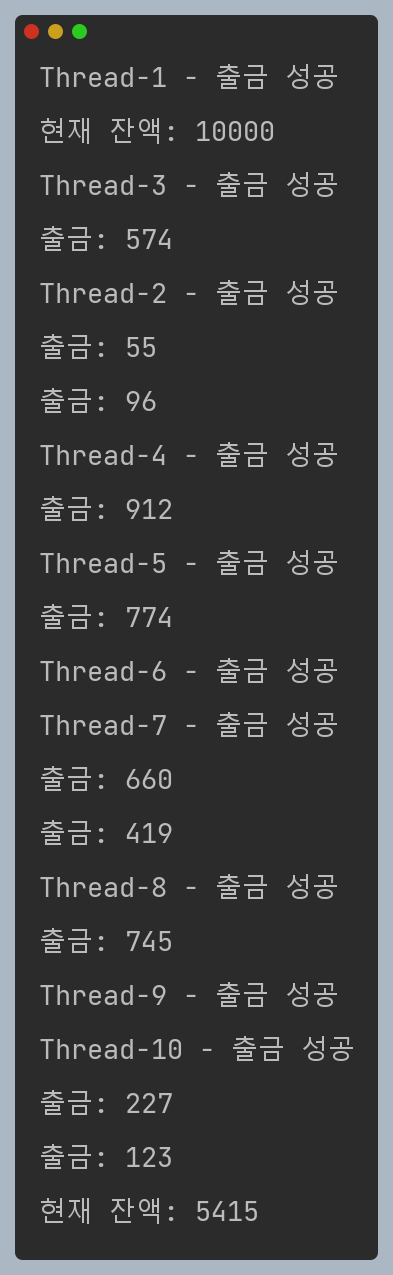 Thread-1 - 출금 성공
현재 잔액: 10000
Thread-3 - 출금 성공
출금: 574
Thread-2 - 출금 성공
출금: 55
출금: 96
Thread-4 - 출금 성공
출금: 912
Thread-5 - 출금 성공
출금: 774
Thread-6 - 출금 성공
Thread-7 - 출금 성공
출금: 660
출금: 419
Thread-8 - 출금 성공
출금: 745
Thread-9 - 출금 성공
Thread-10 - 출금 성공
출금: 227
출금: 123
현재 잔액: 5415